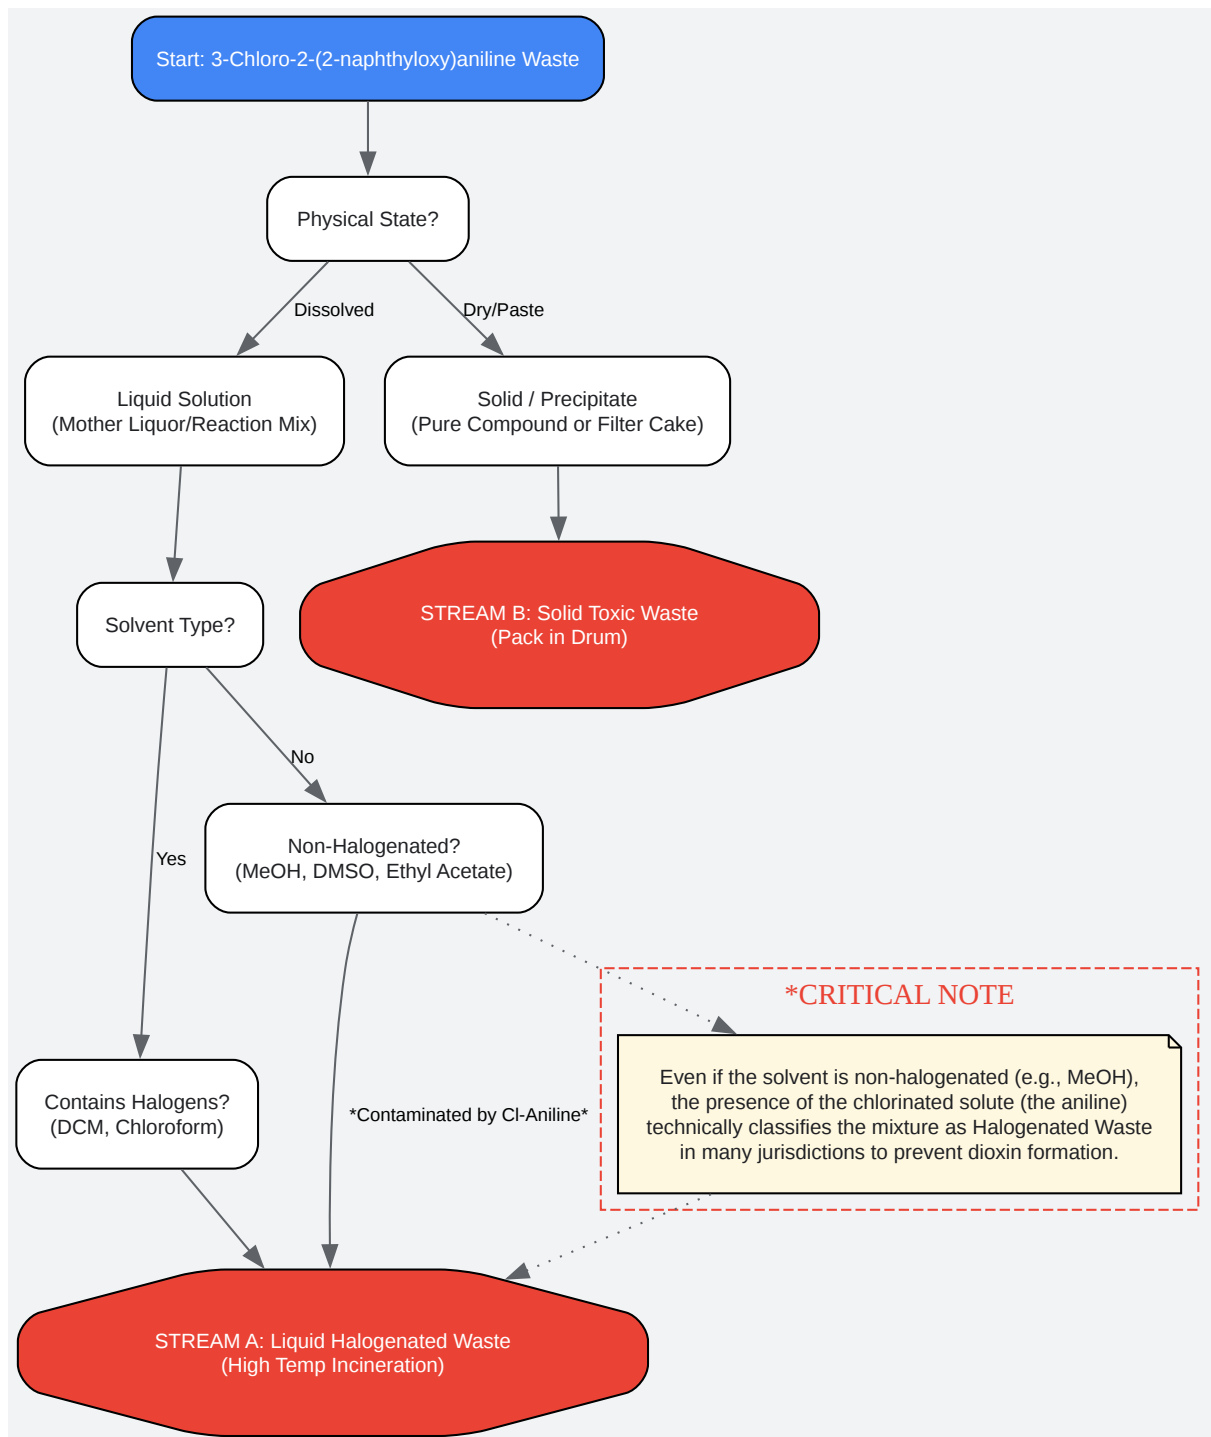 Start: 3-Chloro-2-(2-naphthyloxy)aniline Waste
Physical State?
Dissolved
Dry/Paste
Liquid Solution
(Mother Liquor/Reaction Mix)
Solid / Precipitate
(Pure Compound or Filter Cake)
Solvent Type?
STREAM B: Solid Toxic Waste
(Pack in Drum)
No
Yes
Non-Halogenated?
(MeOH, DMSO, Ethyl Acetate)
*CRITICAL NOTE
Even if the solvent is non-halogenated (e.g., MeOH),
the presence of the chlorinated solute (the aniline)
technically classifies the mixture as Halogenated Waste
in many jurisdictions to prevent dioxin formation.
Contains Halogens?
(DCM, Chloroform)
*Contaminated by Cl-Aniline*
STREAM A: Liquid Halogenated Waste
(High Temp Incineration)